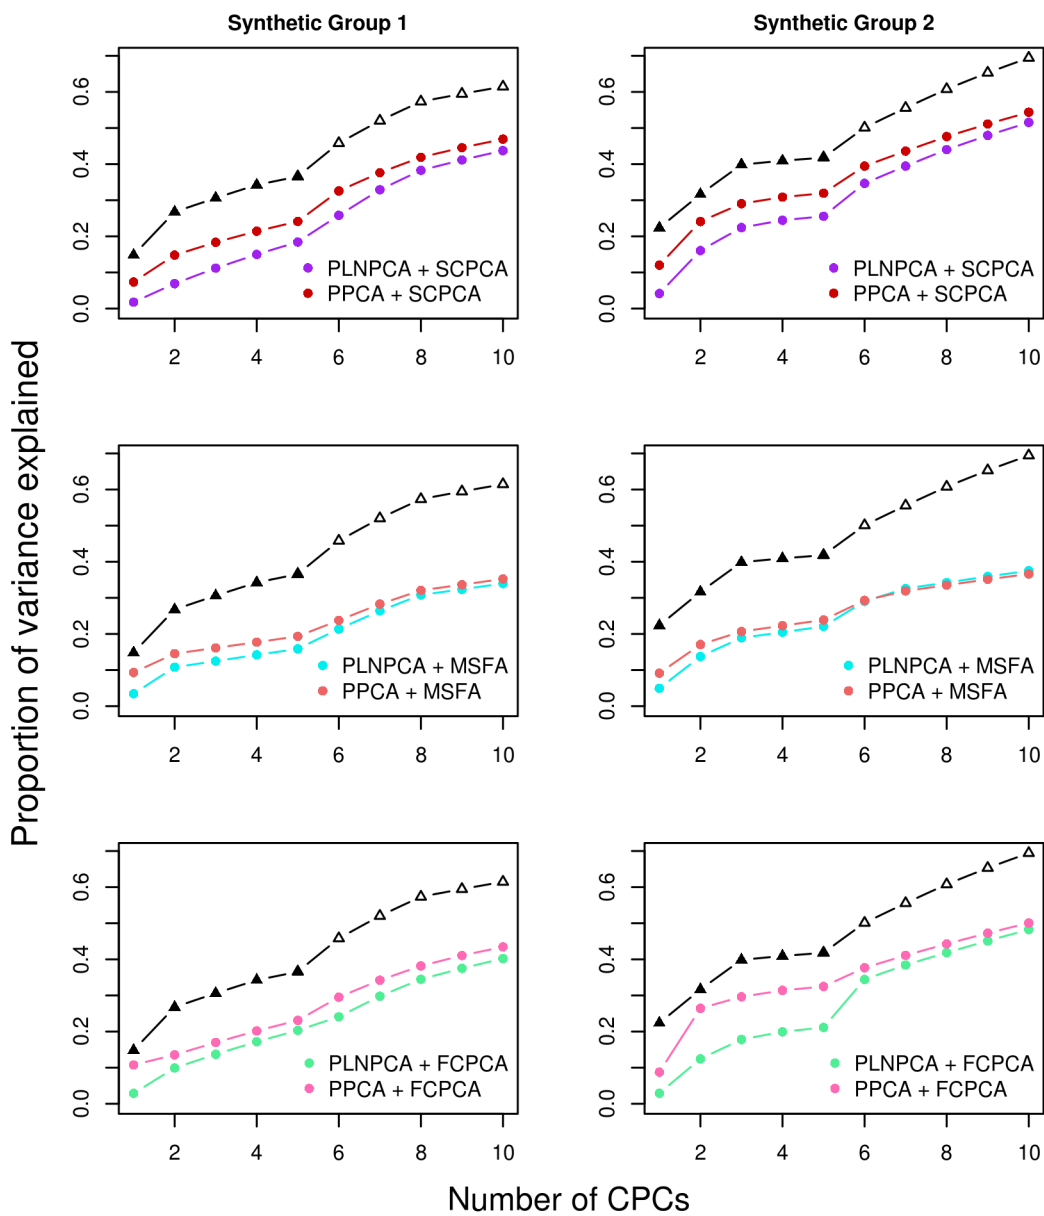 Synthetic Group 1
Synthetic Group 2
Proportion of variance explained
0.6
0.4
0.2
0.0
PLNPCA + SCPCA
PPCA + SCPCA
2 4 6 8 10
0.6
0.4
0.2
0.0
PLNPCA + SCPCA
PPCA + SCPCA
2 4 6 8 10
0.6
0.4
0.2
0.0
PLNPCA + MSFA
PPCA + MSFA
2 4 6 8 10
0.6
0.4
0.2
0.0
PLNPCA + MSFA
PPCA + MSFA
2 4 6 8 10
0.6
0.4
0.2
0.0
PLNPCA + FCPCA
PPCA + FCPCA
2 4 6 8 10
0.6
0.4
0.2
0.0
PLNPCA + FCPCA
PPCA + FCPCA
2 4 6 8 10
Number of CPCs